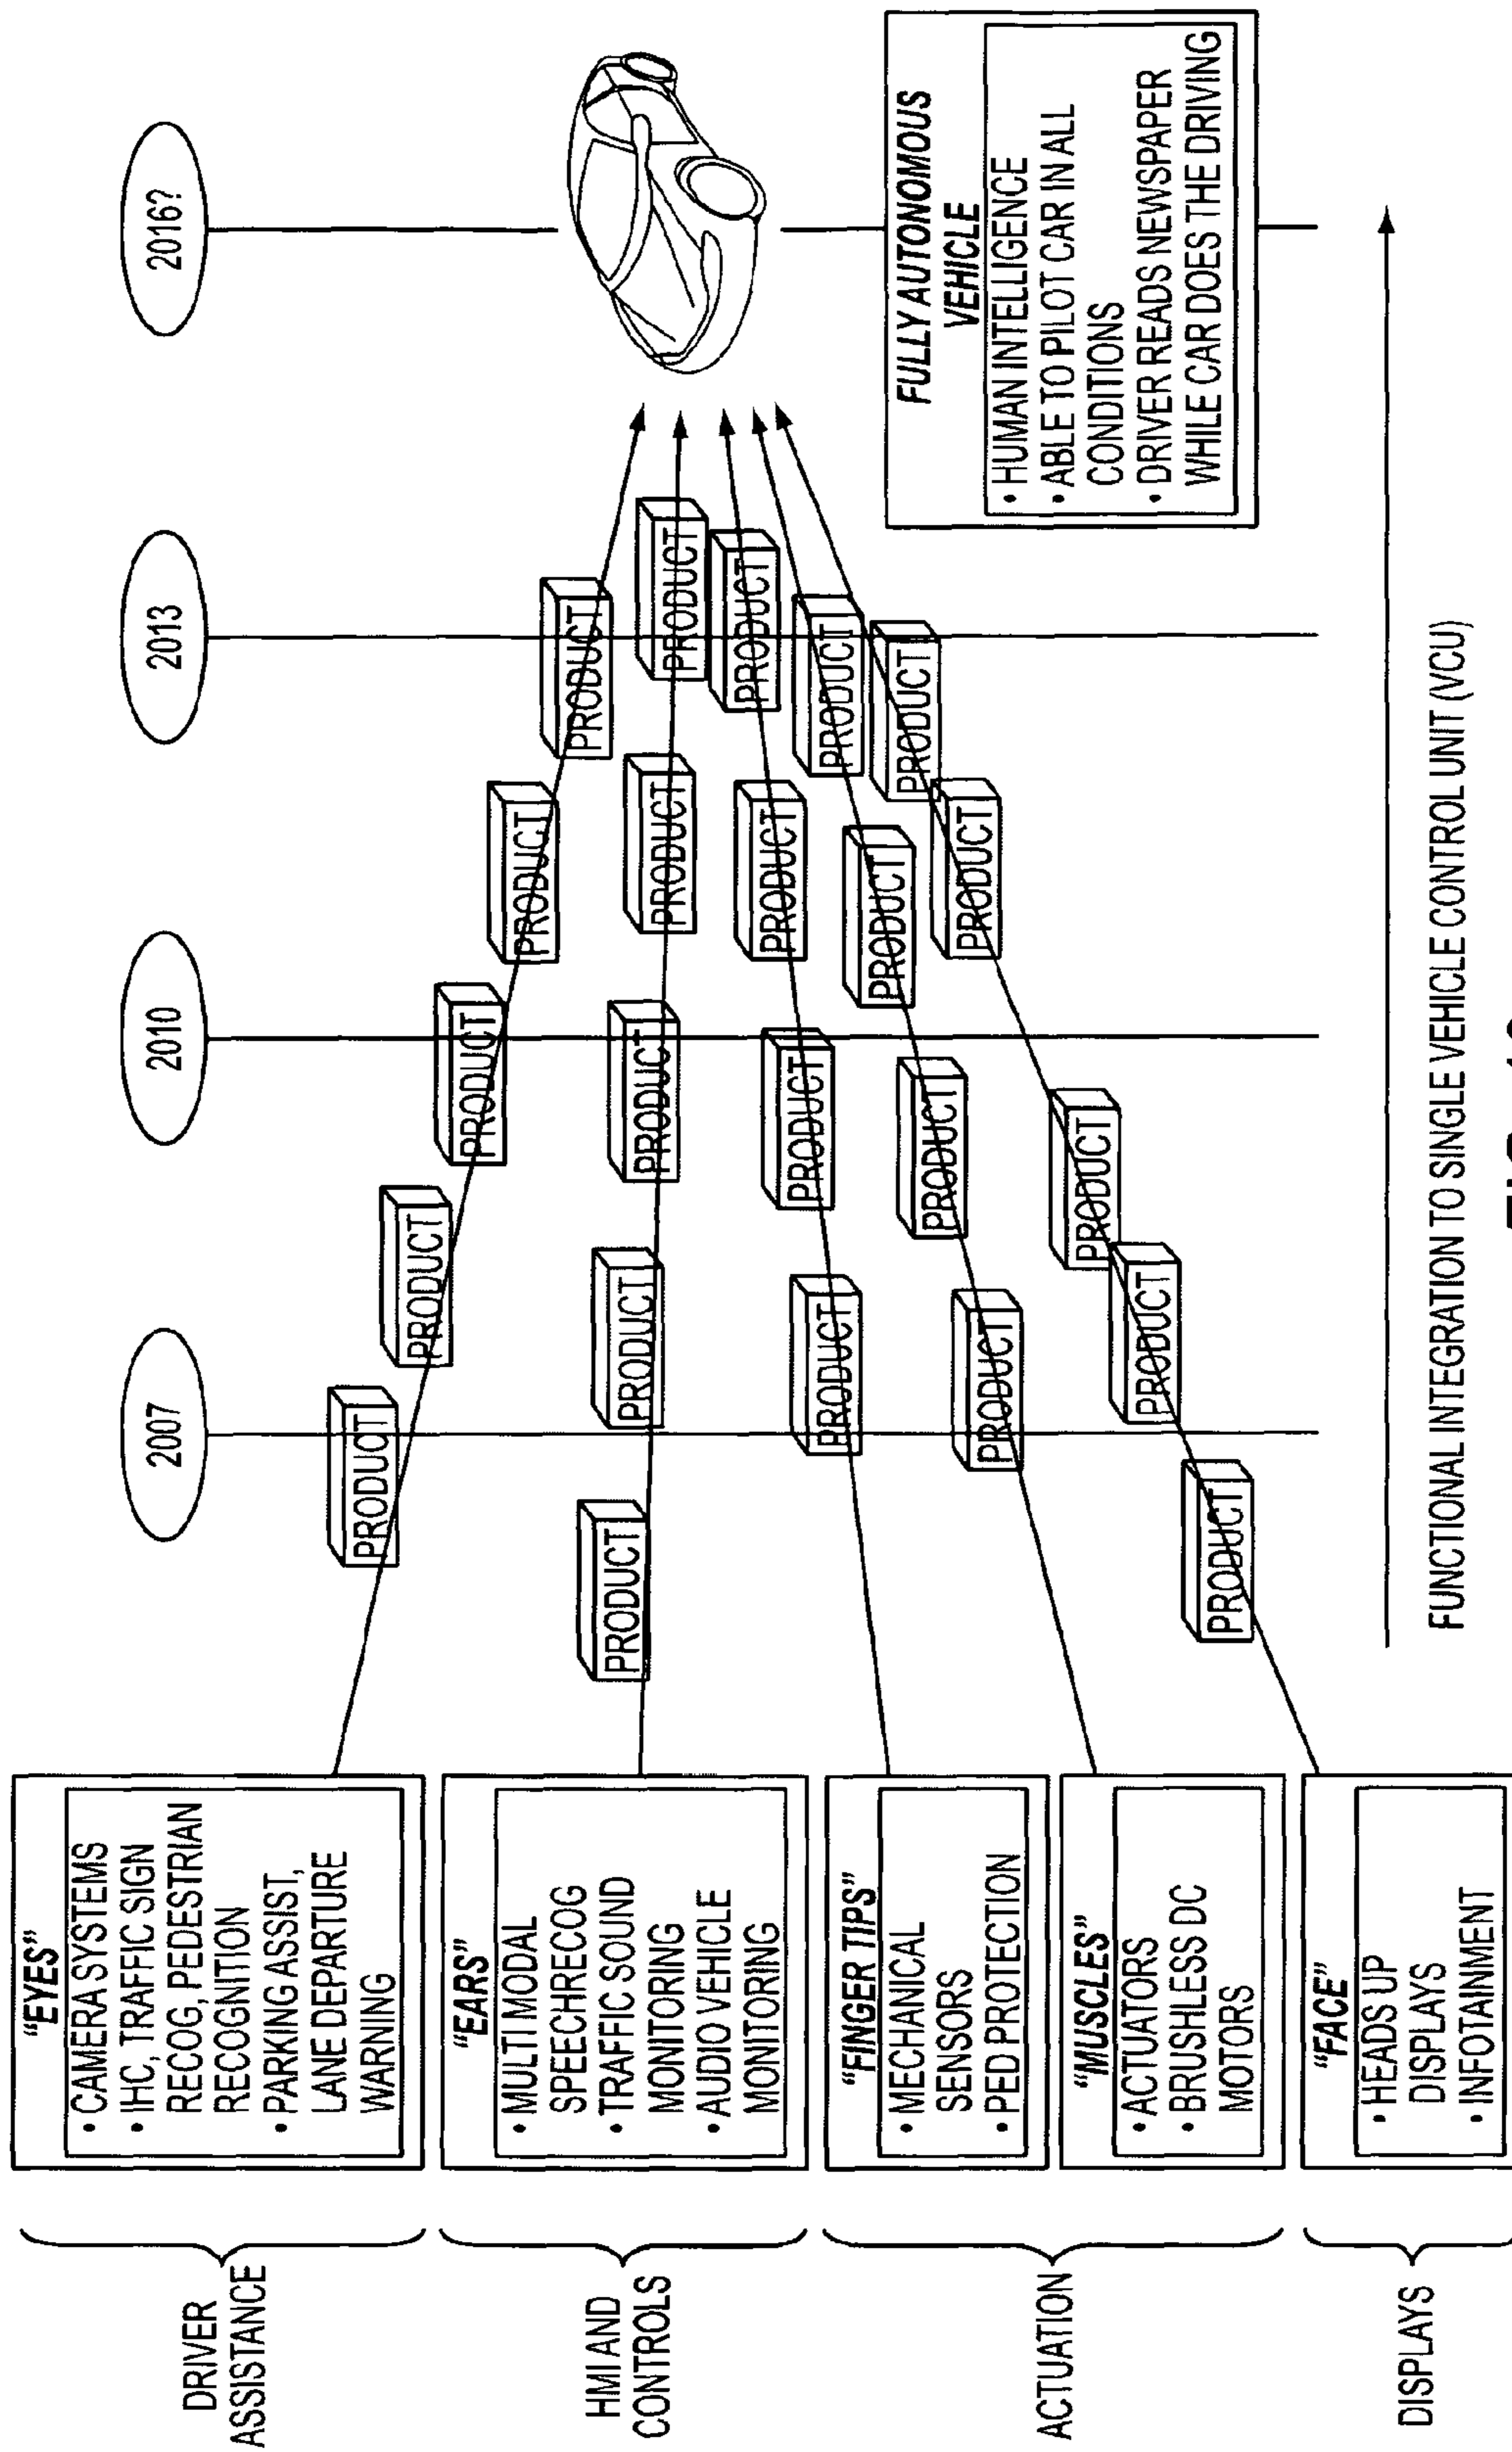 2007
2010
2013
2016?
DRIVER
ASSISTANCE
"EYES"
• CAMERA SYSTEMS
• IHC, TRAFFIC SIGN
RECOG, PEDESTRIAN
RECOGNITION
• PARKING ASSIST,
LANE DEPARTURE
WARNING
PRODUCT
PRODUCT
PRODUCT
PRODUCT
PRODUCT
HMI AND
CONTROLS
"EARS"
• MULTI MODAL
SPEECHRECOG
• TRAFFIC SOUND
MONITORING
• AUDIO VEHICLE
MONITORING
PRODUCT
PRODUCT
PRODUCT
PRODUCT
PRODUCT
ACTUATION
"FINGER TIPS"
• MECHANICAL
SENSORS
• PED PROTECTION
PRODUCT
PRODUCT
PRODUCT
PRODUCT
"MUSCLES"
• ACTUATORS
• BRUSHLESS DC
MOTORS
PRODUCT
PRODUCT
PRODUCT
PRODUCT
DISPLAYS
"FACE"
• HEADS UP
DISPLAYS
• INFOTAINMENT
PRODUCT
PRODUCT
PRODUCT
PRODUCT
PRODUCT
FULLY AUTONOMOUS
VEHICLE
• HUMAN INTELLIGENCE
• ABLE TO PILOT CAR IN ALL
CONDITIONS
• DRIVER READS NEWSPAPER
WHILE CAR DOES THE DRIVING
FUNCTIONAL INTEGRATION TO SINGLE VEHICLE CONTROL UNIT (VCU)